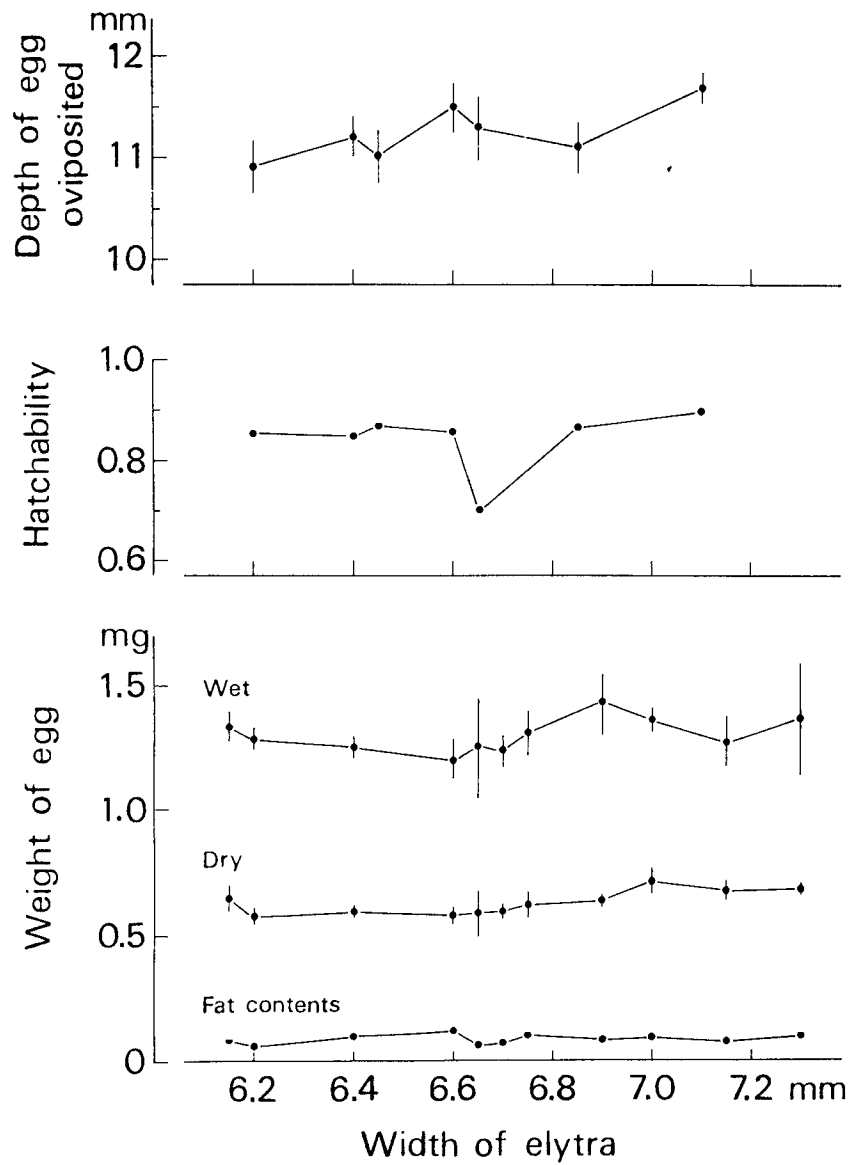 mm
Depth of egg
oviposited
12
11
10
Hatchability
1.0
0.8
0.6
mg
Weight of egg
1.5
1.0
0.5
0
Wet
Dry
Fat contents
6.2 6.4 6.6 6.8 7.0 7.2 mm
Width of elytra